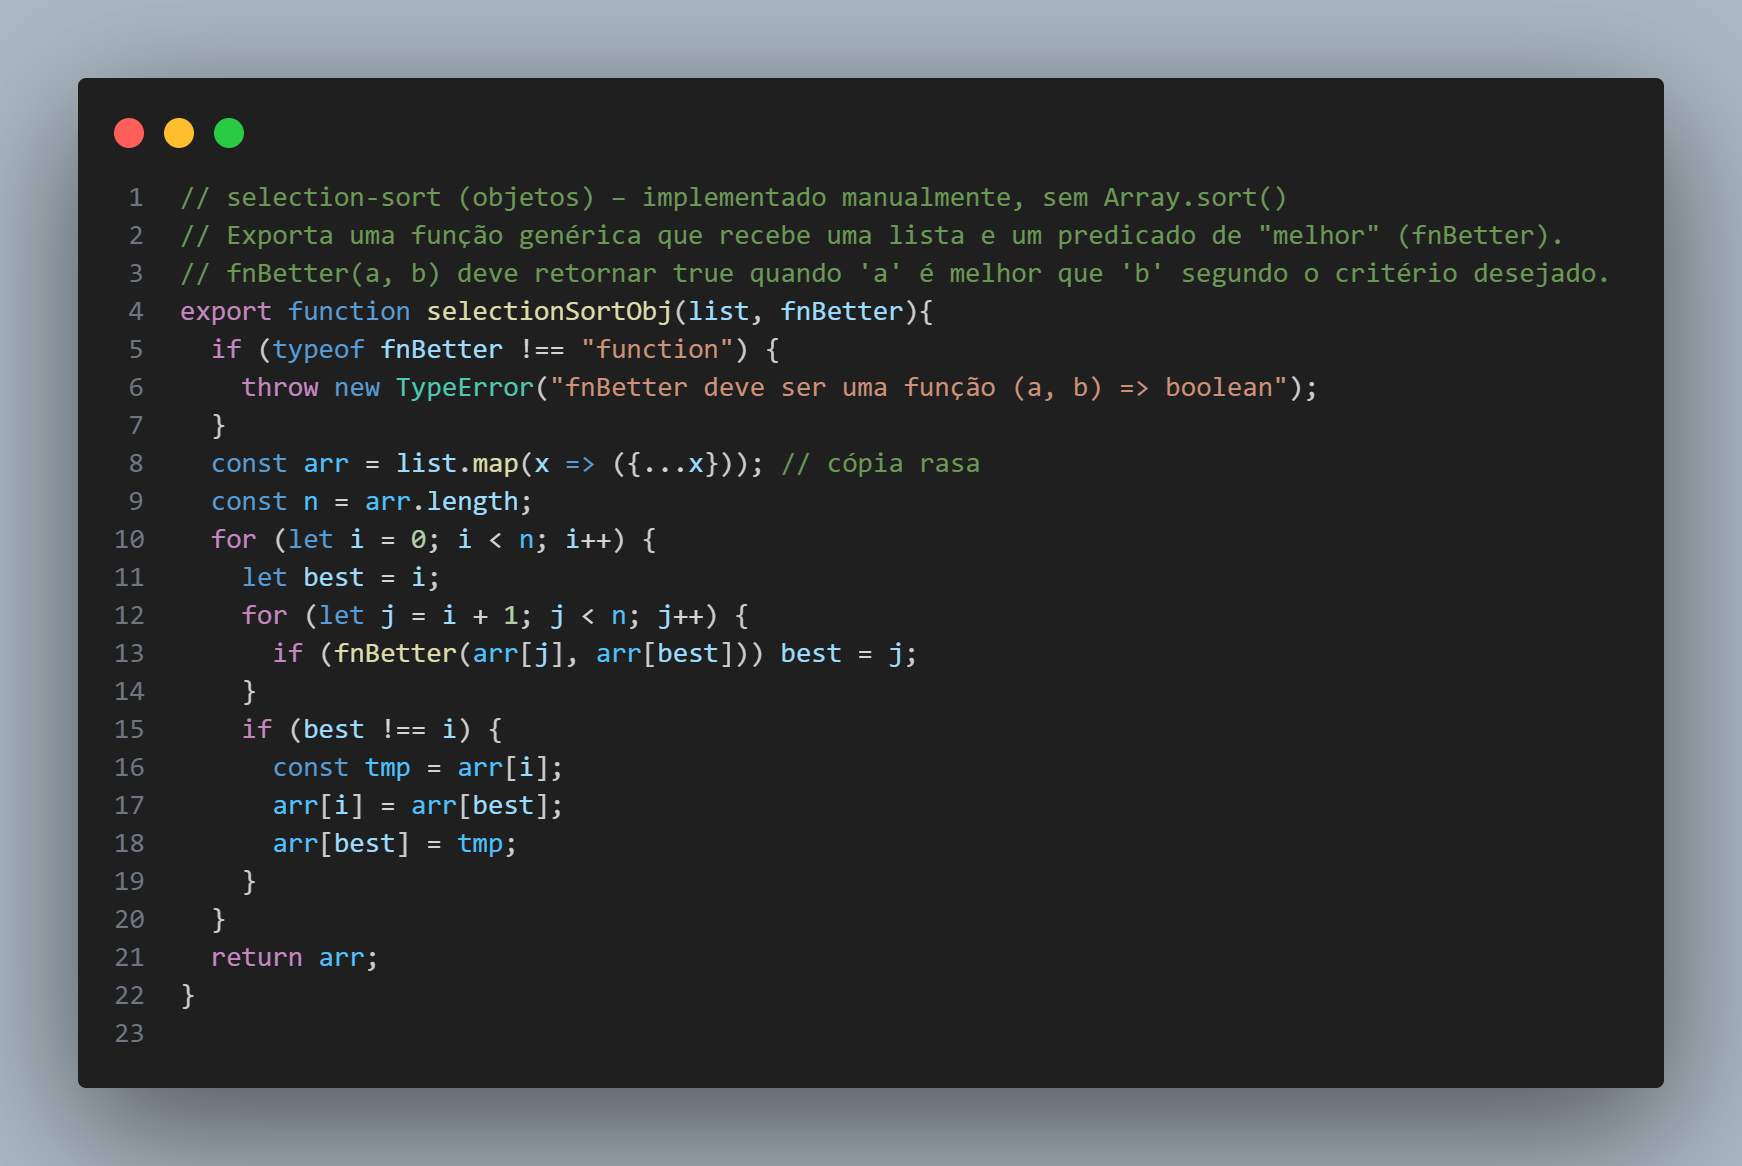 1 // selection-sort (objetos) – implementado manualmente, sem Array.sort()
2 // Exporta uma função genérica que recebe uma lista e um predicado de "melhor" (fnBetter).
3 // fnBetter(a, b) deve retornar true quando 'a' é melhor que 'b' segundo o critério desejado.
4 export function selectionSortObj(list, fnBetter){
5   if (typeof fnBetter !== "function") {
6     throw new TypeError("fnBetter deve ser uma função (a, b) => boolean");
7   }
8   const arr = list.map(x => ({...x})); // cópia rasa
9   const n = arr.length;
10   for (let i = 0; i < n; i++) {
11     let best = i;
12     for (let j = i + 1; j < n; j++) {
13       if (fnBetter(arr[j], arr[best])) best = j;
14     }
15     if (best !== i) {
16       const tmp = arr[i];
17       arr[i] = arr[best];
18       arr[best] = tmp;
19     }
20   }
21   return arr;
22 }
23